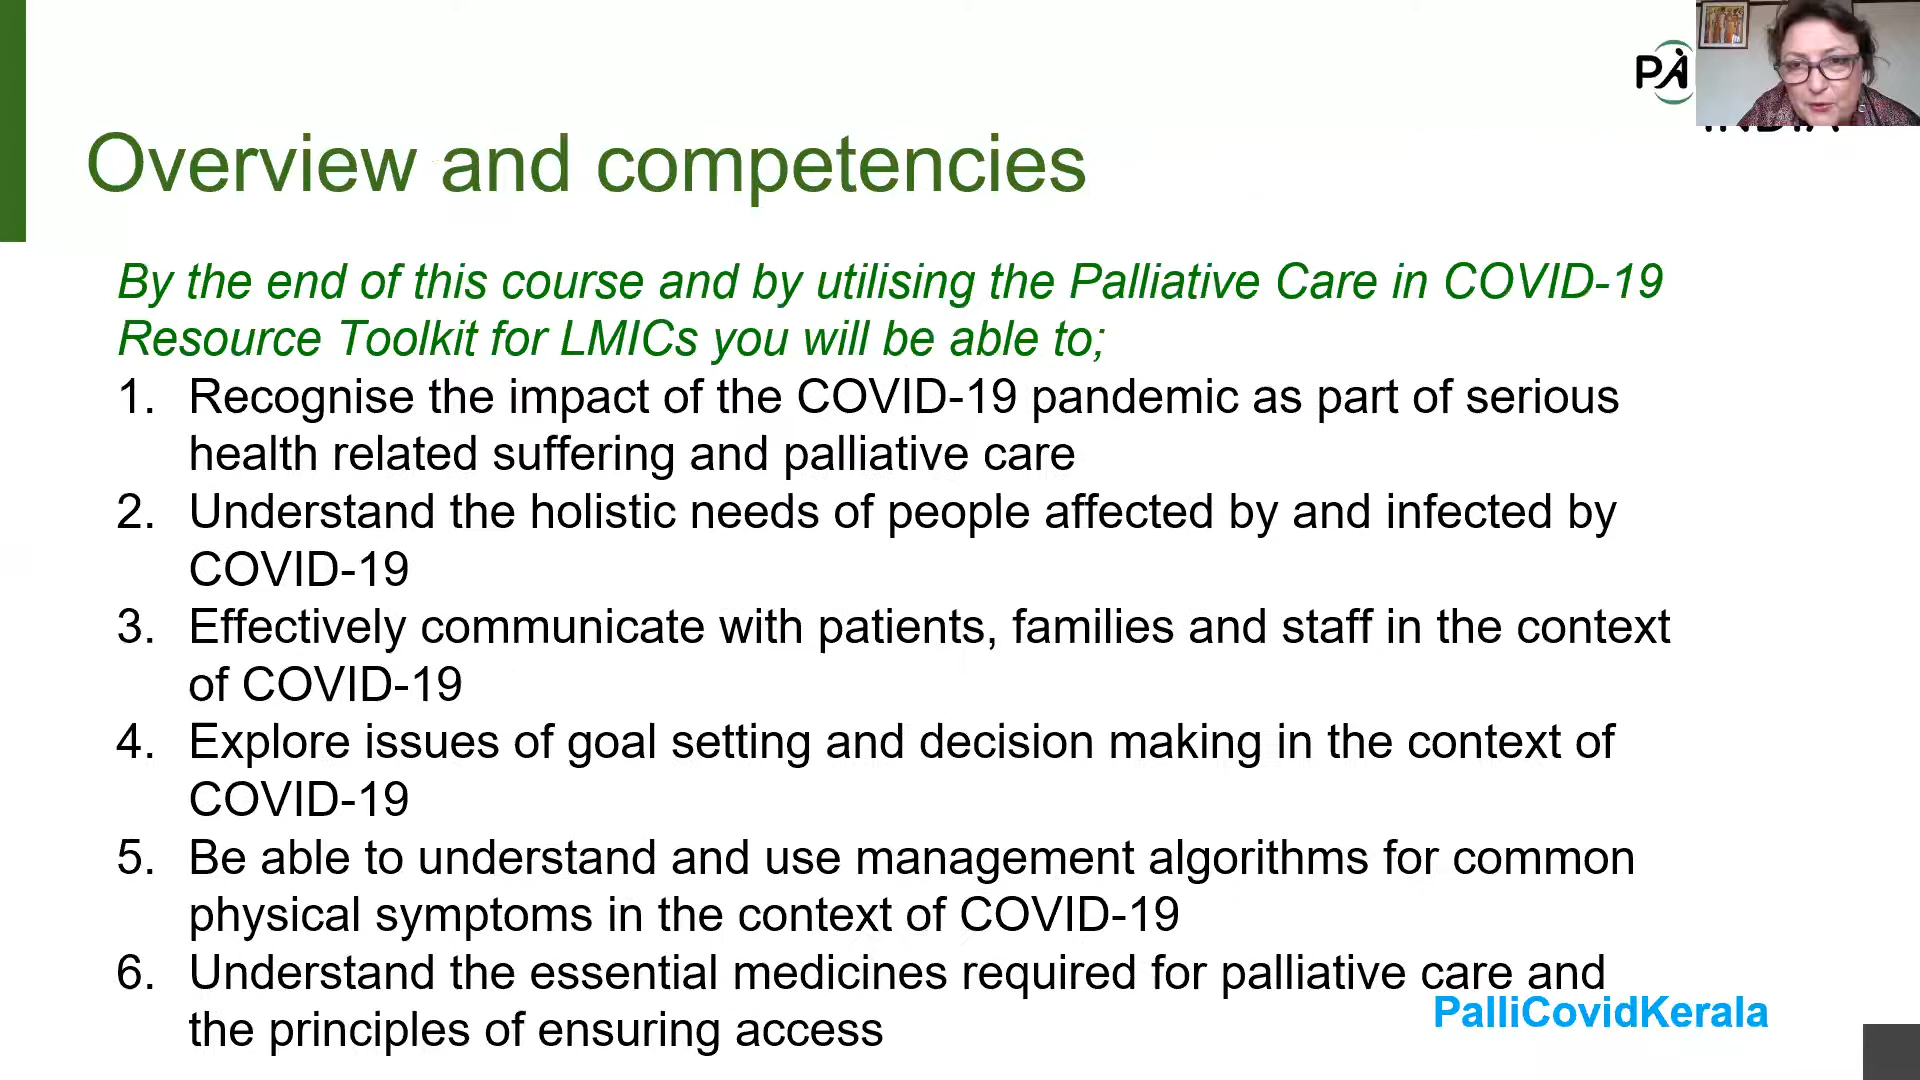 PA
INDIA
Overview and competencies
By the end of this course and by utilising the Palliative Care in COVID-19
Resource Toolkit for LMICs you will be able to;
1. Recognise the impact of the COVID-19 pandemic as part of serious
health related suffering and palliative care
2. Understand the holistic needs of people affected by and infected by
COVID-19
3. Effectively communicate with patients, families and staff in the context
of COVID-19
4. Explore issues of goal setting and decision making in the context of
COVID-19
5. Be able to understand and use management algorithms for common
physical symptoms in the context of COVID-19
6. Understand the essential medicines required for palliative care and
the principles of ensuring access
PalliCovidKerala